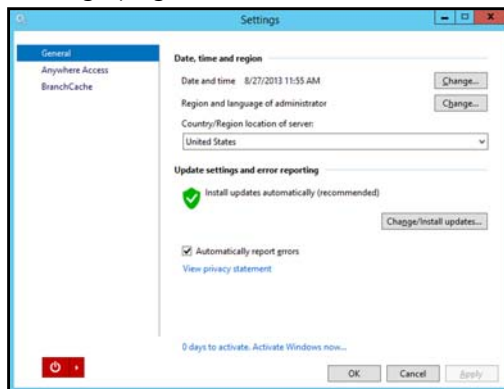 Settings
General
Anywhere Access
BranchCache
Date, time and region
Date and time 8/27/2013 11:55 AM Change...
Region and language of administrator Change...
Country/Region location of server:
United States
Update settings and error reporting
Install updates automatically (recommended)
Change/Install updates...
Automatically report errors
View privacy statement
0 days to activate. Activate Windows now...
OK Cancel Apply